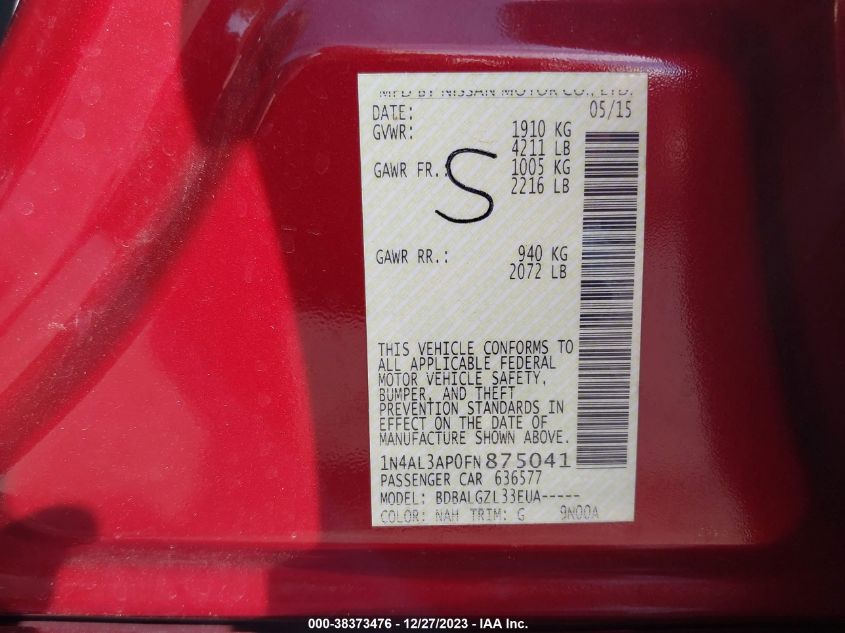 MFD BY NISSAN MOTOR CO., LTD.
DATE: 05/15
GVWR: 1910 KG
4211 LB
GAWR FR.: 1005 KG
2216 LB
S
GAWR RR.: 940 KG
2072 LB
THIS VEHICLE CONFORMS TO
ALL APPLICABLE FEDERAL
MOTOR VEHICLE SAFETY,
BUMPER, AND THEFT
PREVENTION STANDARDS IN
EFFECT ON THE DATE OF
MANUFACTURE SHOWN ABOVE.
1N4AL3AP0FN875041
PASSENGER CAR 636577
MODEL: BDBALGZL33EUA-----
COLOR: NAH TRIM: G 9N00A
000-38373476 - 12/27/2023 - IAA Inc.